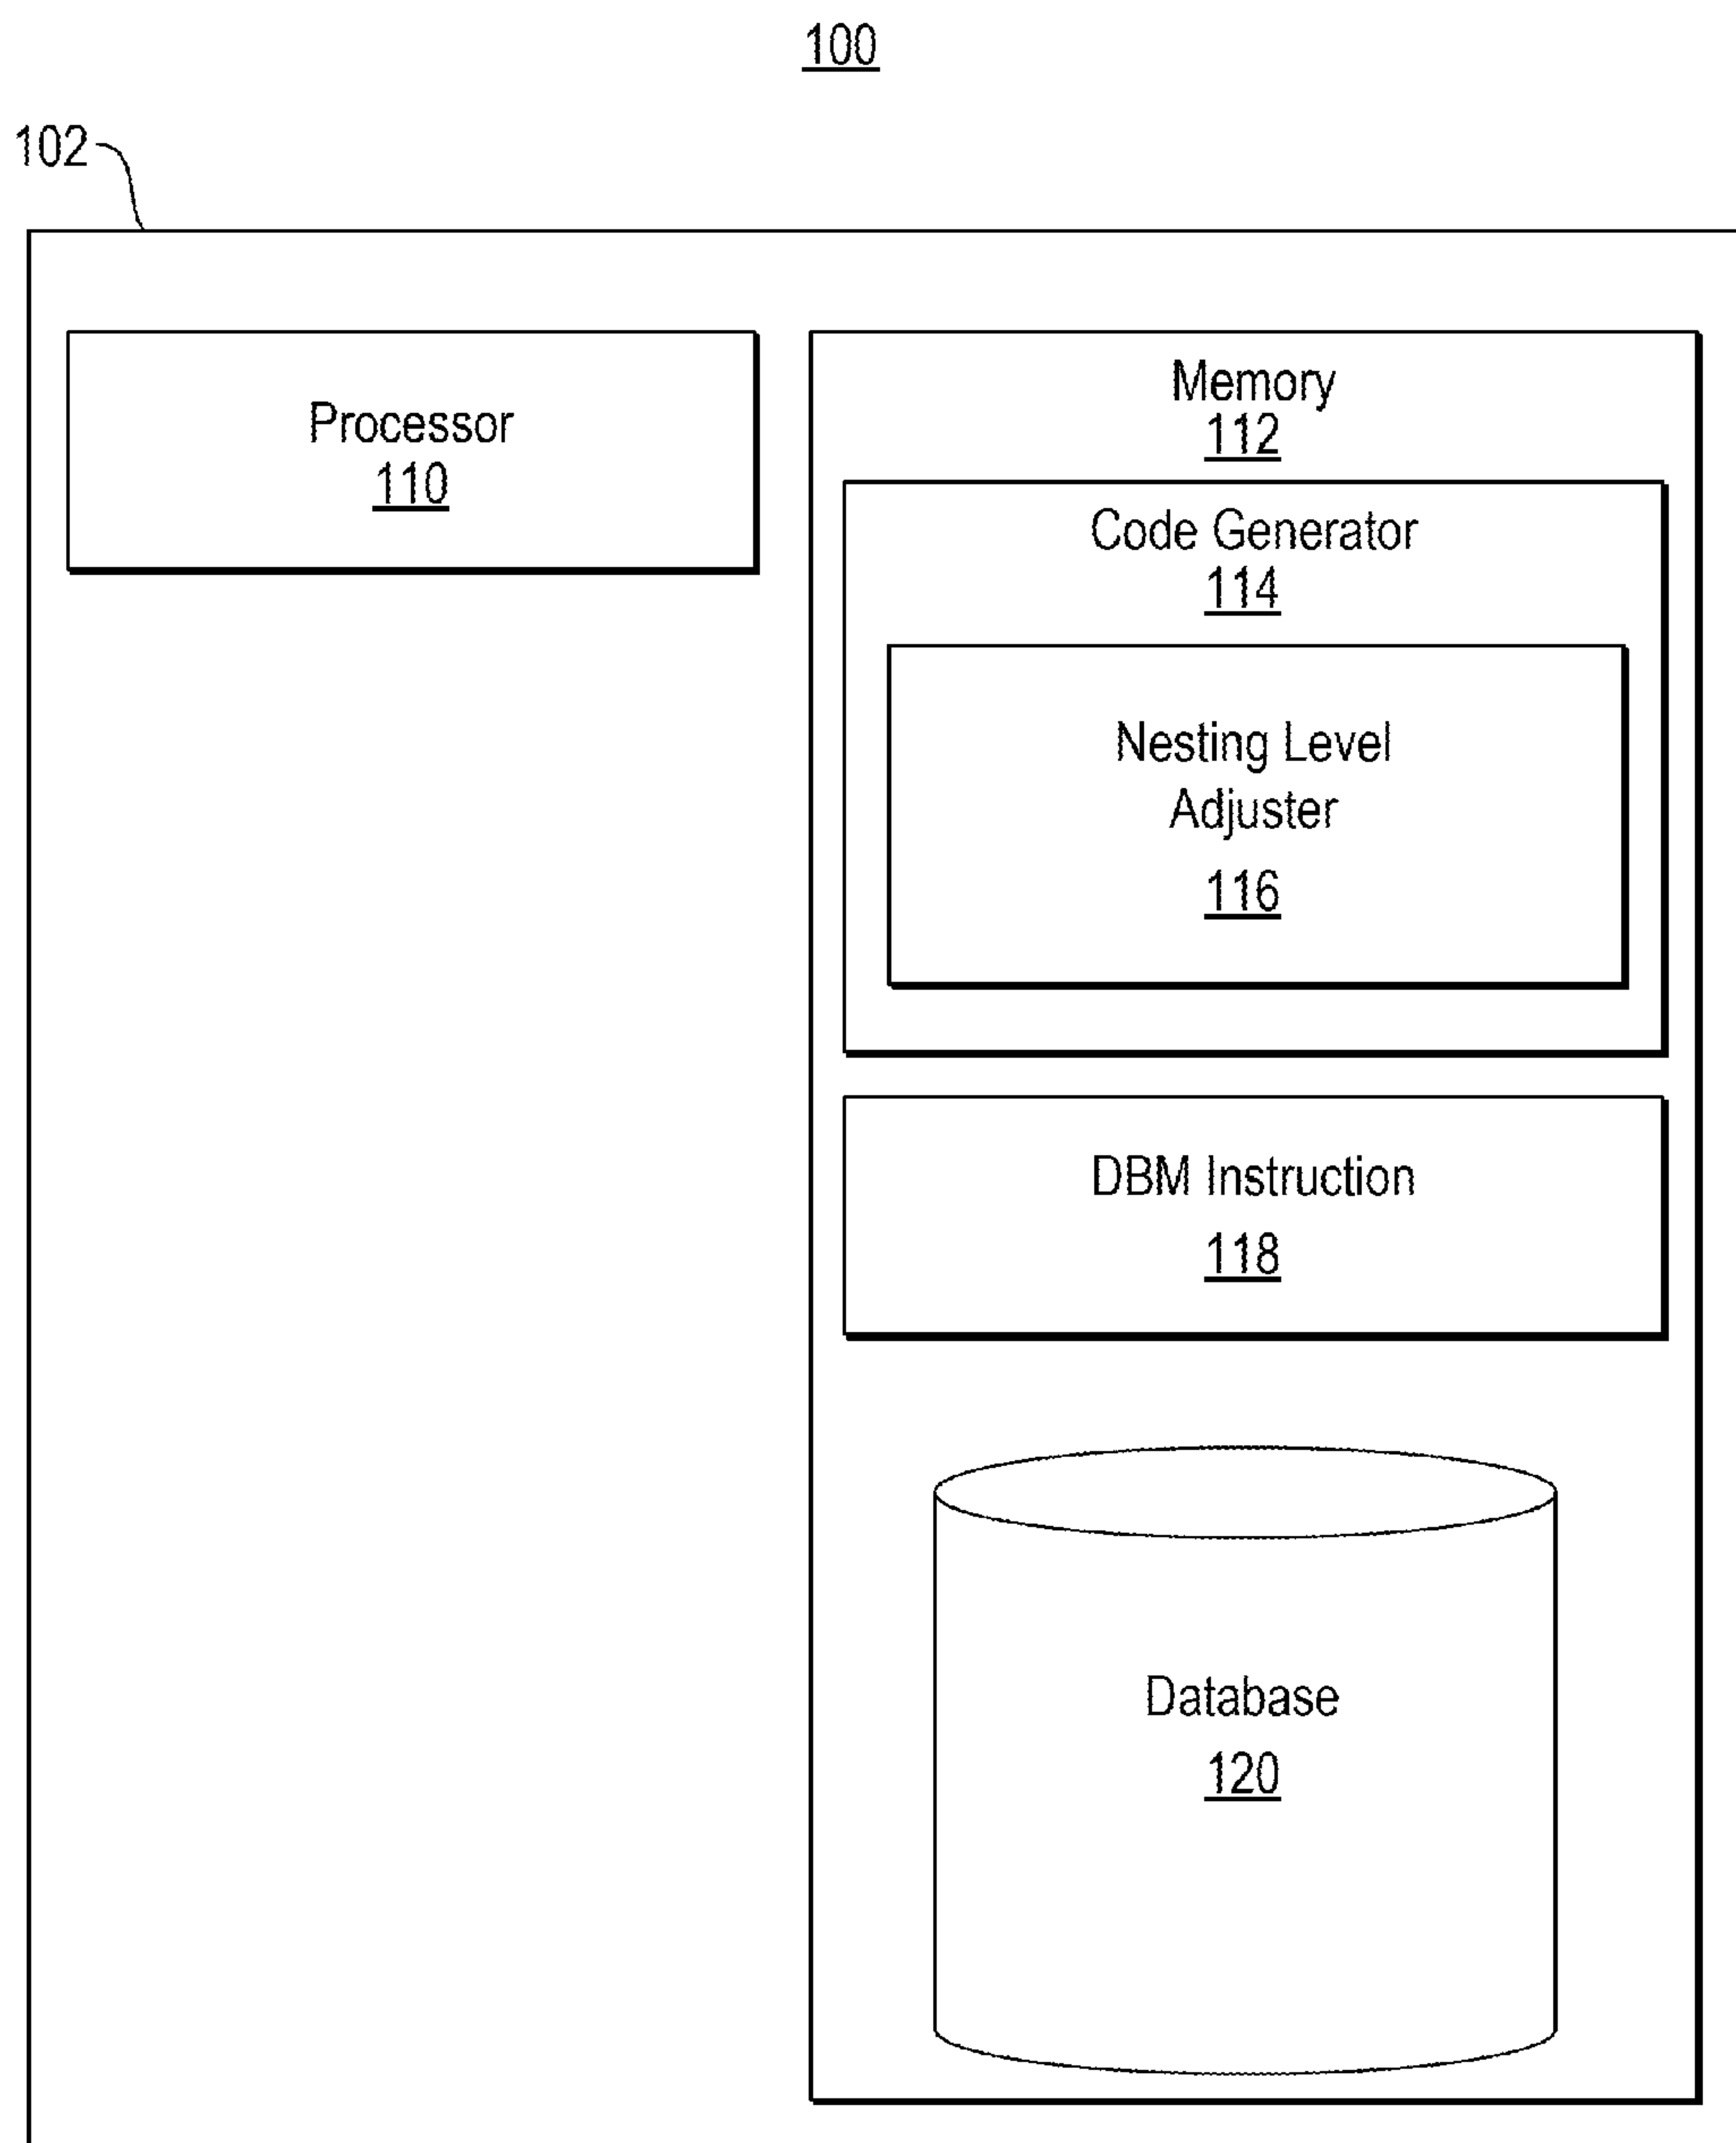 100
102
Processor
110
Memory
112
Code Generator
114
Nesting Level
Adjuster
116
DBM Instruction
118
Database
120